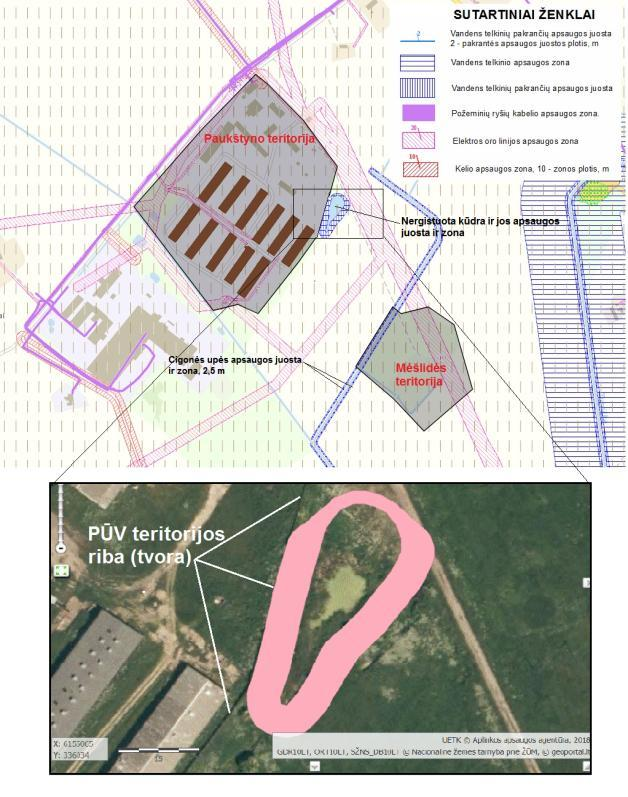 SUTARTINIAI ŽENKLAI
2
Vandens telkinių pakrančių apsaugos juosta
2 - pakrantės apsaugos juostos plotis, m
Vandens telkinio apsaugos zona
Vandens telkinių pakrančių apsaugos juosta
Požeminių ryšių kabelio apsaugos zona.
20
Elektros oro linijos apsaugos zona
10
Kelio apsaugos zona, 10 - zonos plotis, m
Paukštyno teritorija
Neregistuota kūdra ir jos apsaugos
juosta ir zona
Cigonės upės apsaugos juosta
ir zona, 2,5 m
Mėšlidės
teritorija
PŪV teritorijos
riba (tvora)
X: 6155065
Y: 336034
15
UETK © Aplinkos apsaugos agentūra, 2018
GDR10LT, ORT10LT, SŽNS_DB10LT © Nacionalinė žemės tarnyba prie ŽŪM, © geoportal.lt